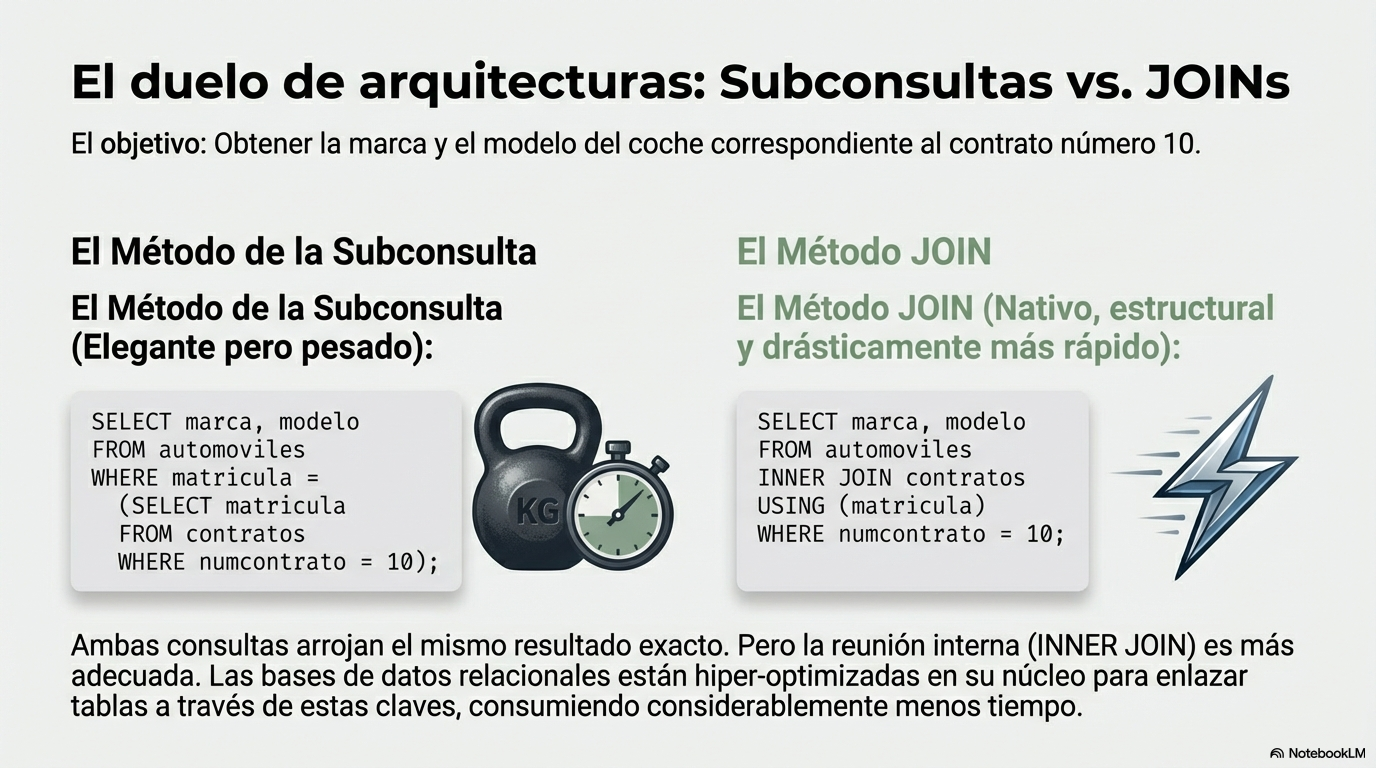 El duelo de arquitecturas: Subconsultas vs. JOINs
El objetivo: Obtener la marca y el modelo del coche correspondiente al contrato número 10.
El Método de la Subconsulta
El Método de la Subconsulta
(Elegante pero pesado):
SELECT marca, modelo
FROM automoviles
WHERE matricula =
(SELECT matricula
FROM contratos
WHERE numcontrato = 10);
KG
El Método JOIN
El Método JOIN (Nativo, estructural
y drásticamente más rápido):
SELECT marca, modelo
FROM automoviles
INNER JOIN contratos
USING (matricula)
WHERE numcontrato = 10;
Ambas consultas arrojan el mismo resultado exacto. Pero la reunión interna (INNER JOIN) es más
adecuada. Las bases de datos relacionales están hiper-optimizadas en su núcleo para enlazar
tablas a través de estas claves, consumiendo considerablemente menos tiempo.
NotebookLM